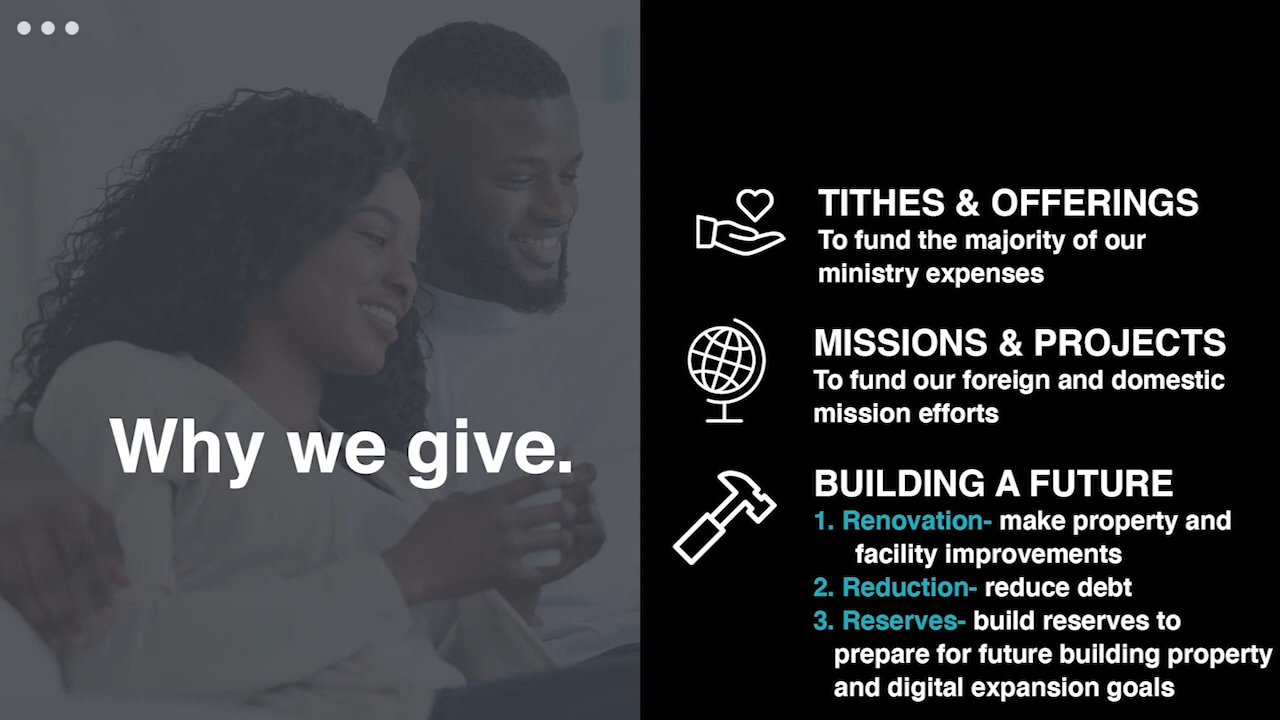 Why we give.
TITHES & OFFERINGS
To fund the majority of our
ministry expenses
MISSIONS & PROJECTS
To fund our foreign and domestic
mission efforts
BUILDING A FUTURE
1. Renovation- make property and
facility improvements
2. Reduction- reduce debt
3. Reserves- build reserves to
prepare for future building property
and digital expansion goals